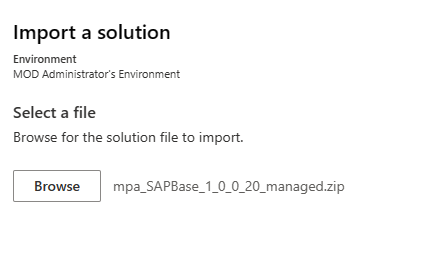 Import a solution
Environment
MOD Administrator's Environment
Select a file
Browse for the solution file to import.
Browse mpa_SAPBase_1_0_0_20_managed.zip